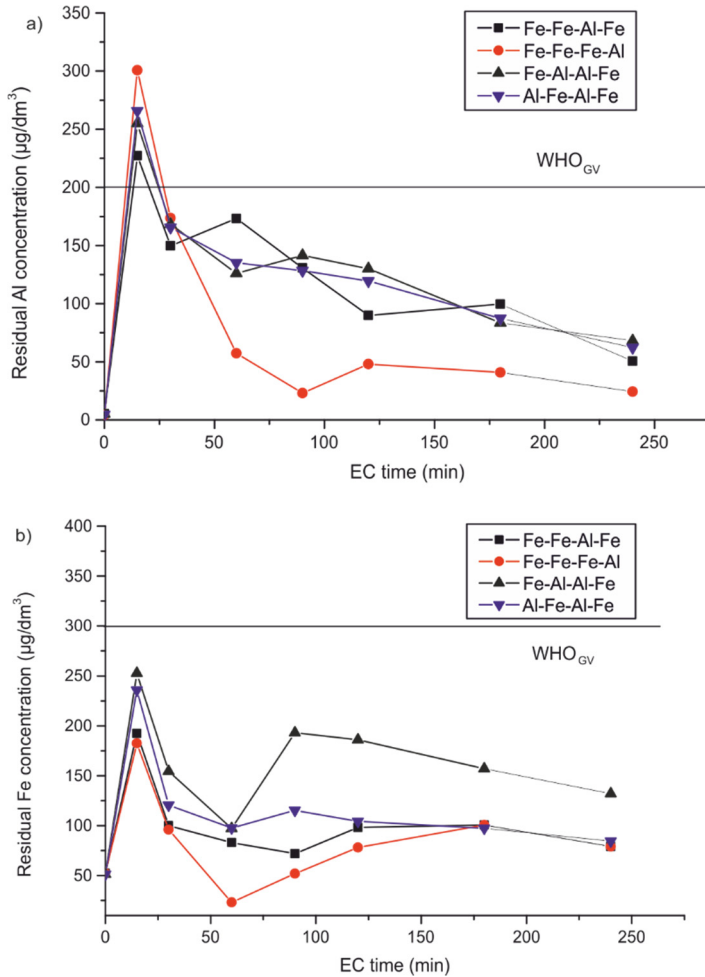 a)
Fe-Fe-Al-Fe
Fe-Fe-Fe-Al
Fe-Al-Al-Fe
Al-Fe-Al-Fe
WHO_GV
Residual Al concentration (µg/dm³)
350
300
250
200
150
100
50
0
0 50 100 150 200 250
EC time (min)
b)
Fe-Fe-Al-Fe
Fe-Fe-Fe-Al
Fe-Al-Al-Fe
Al-Fe-Al-Fe
WHO_GV
Residual Fe concentration (µg/dm³)
400
350
300
250
200
150
100
50
0 50 100 150 200 250
EC time (min)